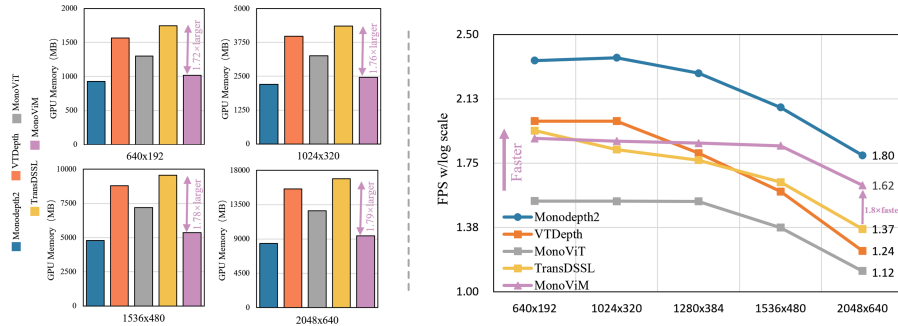 Monodepth2
VTDepth
MonoViT
TransDSSL
MonoViM
GPU Memory (MB)
2000
1500
1000
500
0
1.72×larger
640x192
GPU Memory (MB)
5000
3750
2500
1250
0
1.76×larger
1024x320
GPU Memory (MB)
10000
7500
5000
2500
0
1.78×larger
1536x480
GPU Memory (MB)
18000
13500
9000
4500
0
1.79×larger
2048x640
FPS w/log scale
2.50
2.13
1.75
1.38
1.00
Faster
Monodepth2
VTDepth
MonoViT
TransDSSL
MonoViM
1.80
1.62
1.8×faster
1.37
1.24
1.12
640x192 1024x320 1280x384 1536x480 2048x640